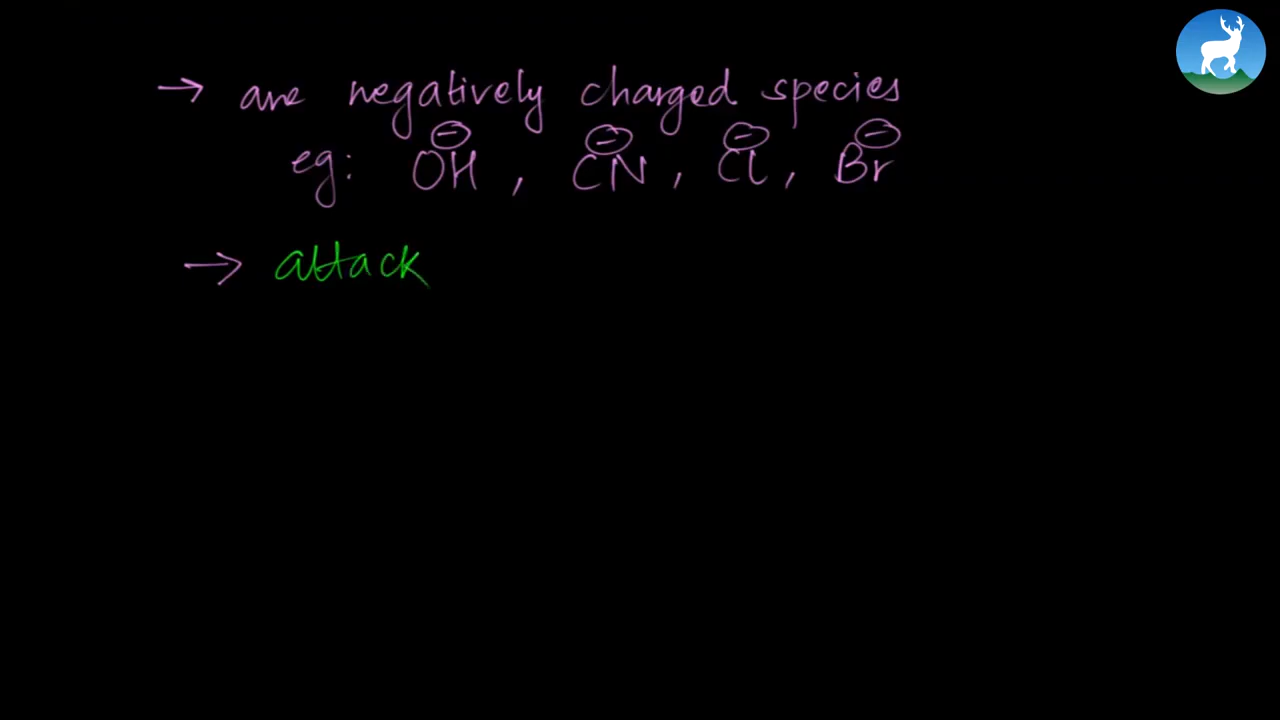 → are negatively charged species
eg: OH⊖, CN⊖, Cl⊖, Br⊖
→ attack